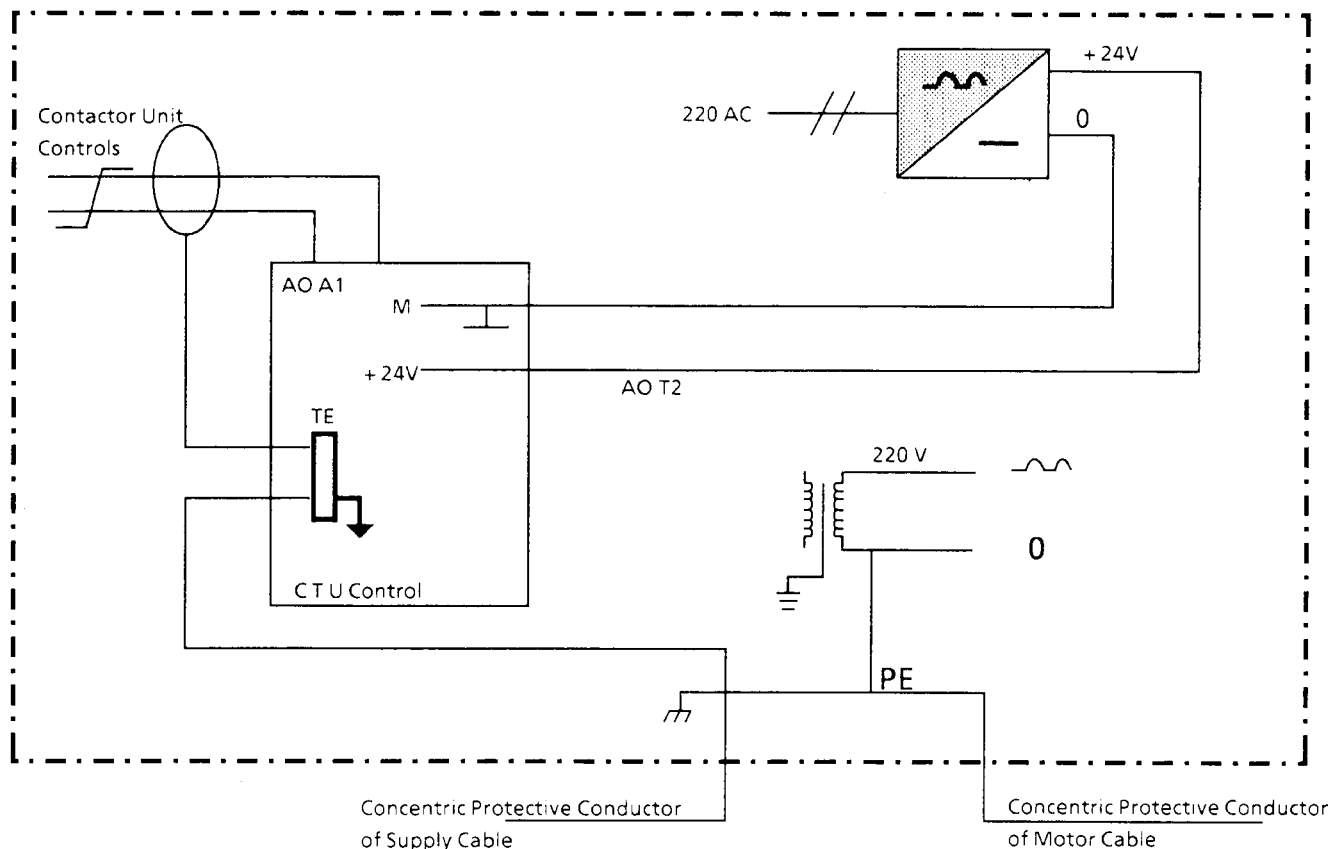 + 24V
Contactor Unit
Controls
220 AC
0
AO A1
M
+ 24V
AO T2
TE
220 V
0
C T U Control
PE
Concentric Protective Conductor
of Supply Cable
Concentric Protective Conductor
of Motor Cable